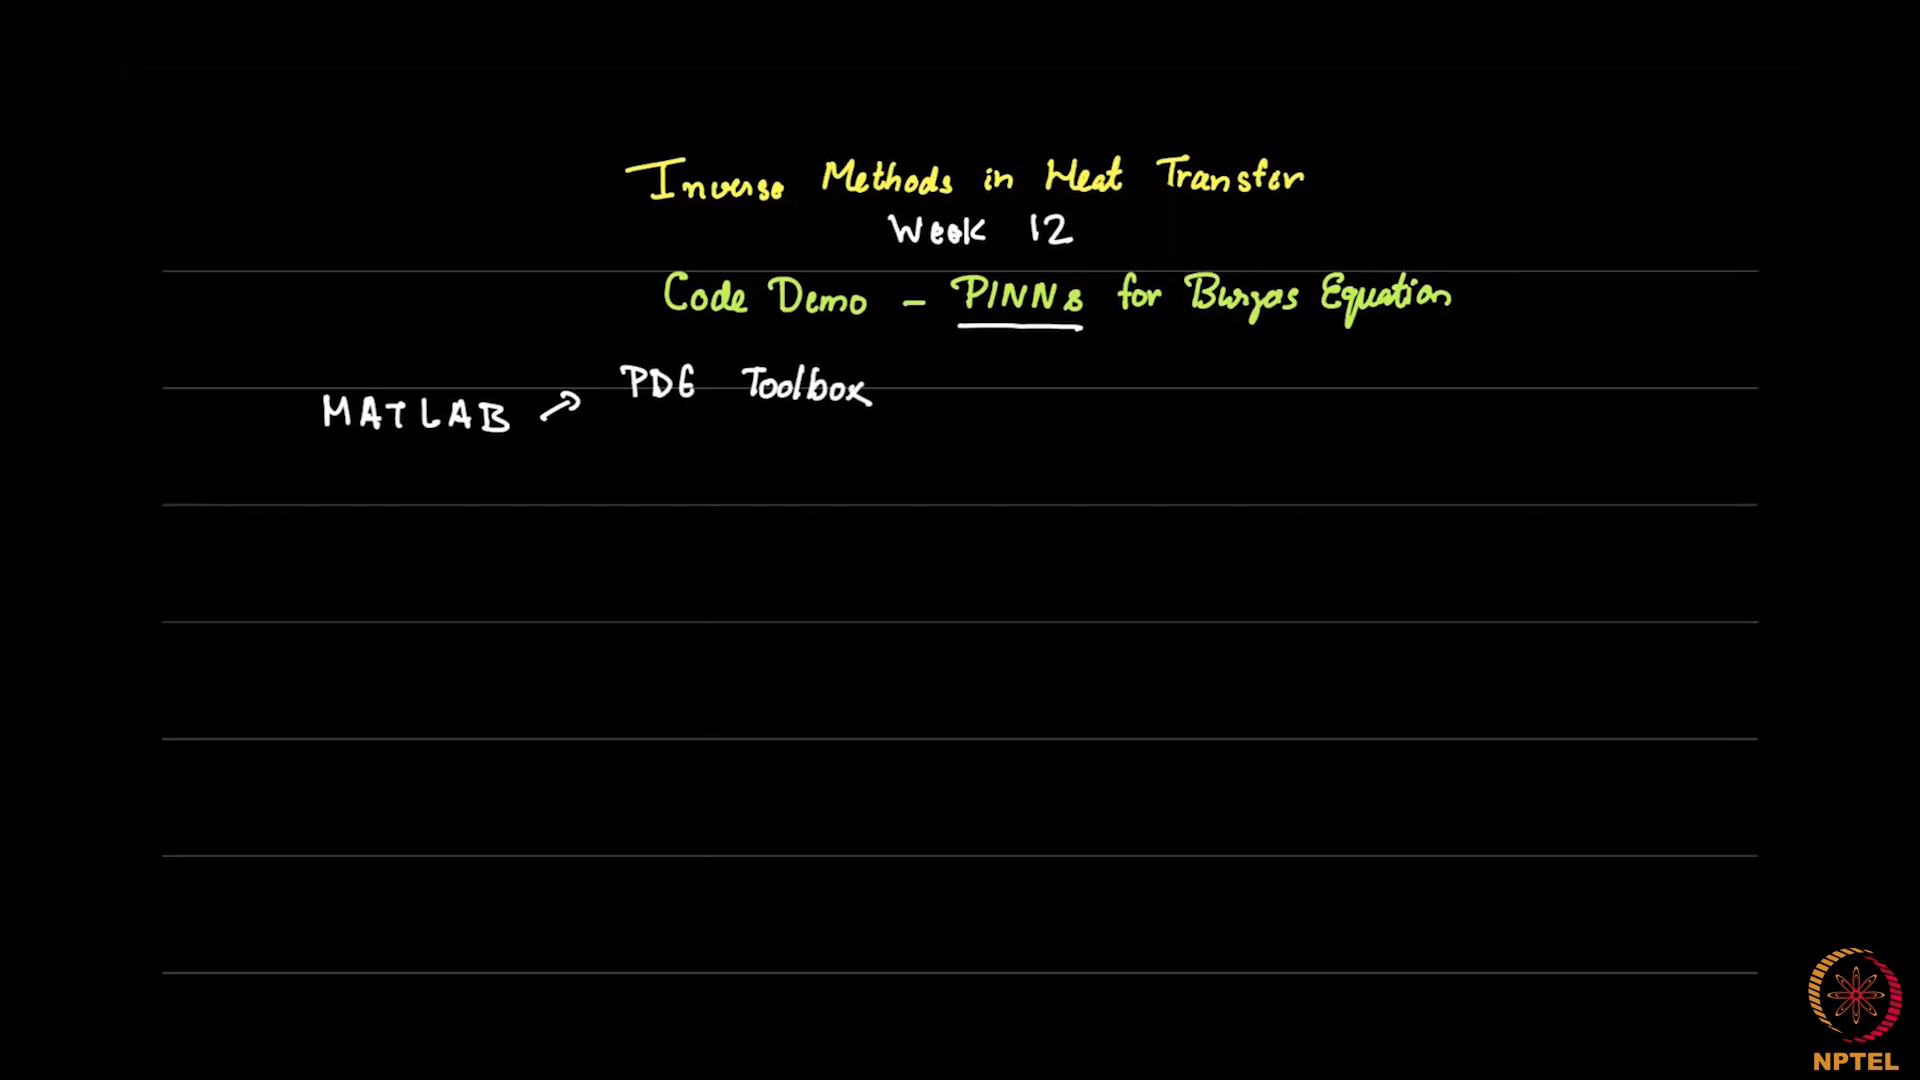 Inverse Methods in Heat Transfer
Week 12
Code Demo - PINNs for Burgers Equation
PDE Toolbox
MATLAB →
NPTEL